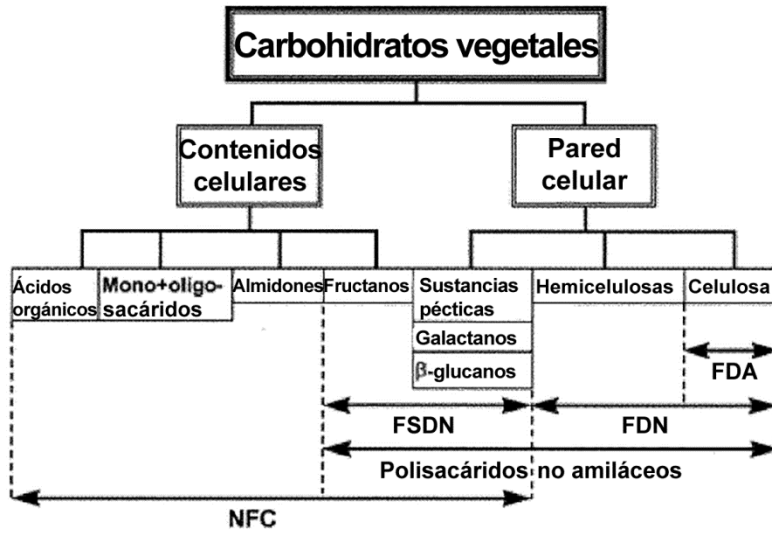 Carbohidratos vegetales
Contenidos
celulares
Pared
celular
Ácidos
orgánicos
Mono+oligo-
sacáridos
Almidones
Fructanos
Sustancias
pécticas
Galactanos
β-glucanos
Hemicelulosas
Celulosa
FDA
FSDN
FDN
Polisacáridos no amiláceos
NFC